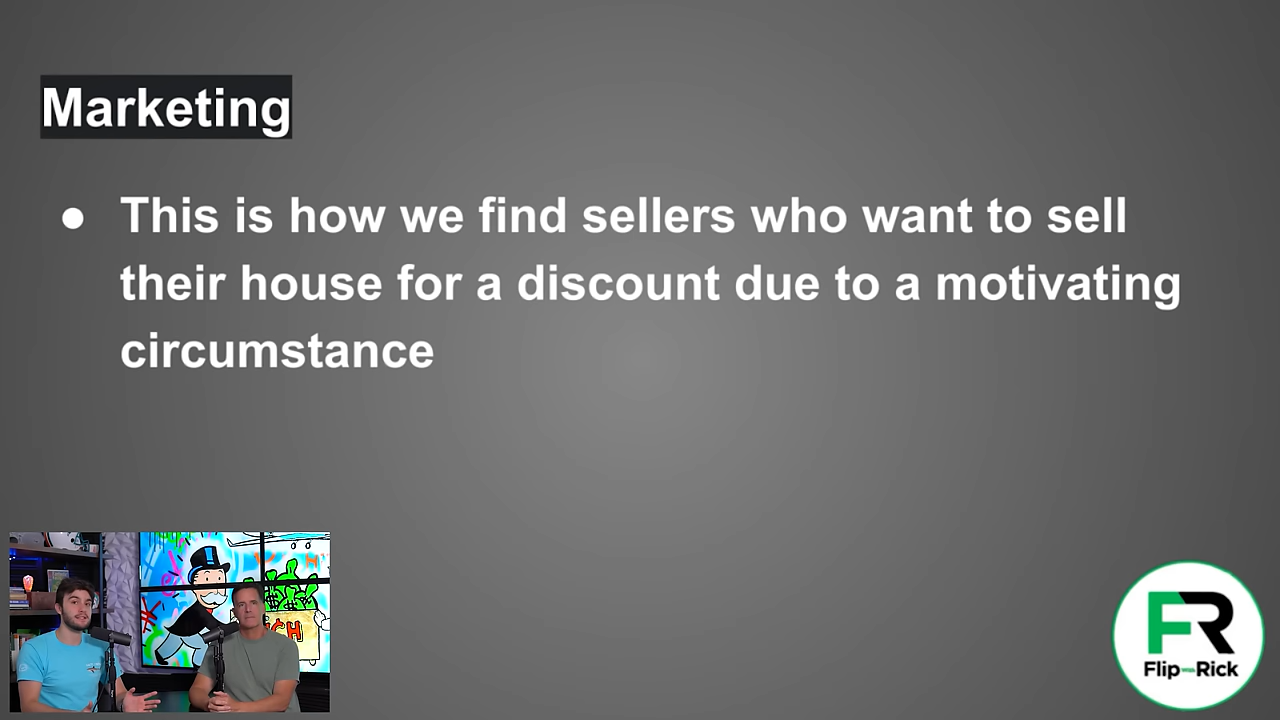 Marketing
● This is how we find sellers who want to sell
their house for a discount due to a motivating
circumstance
FR
Flip Rick